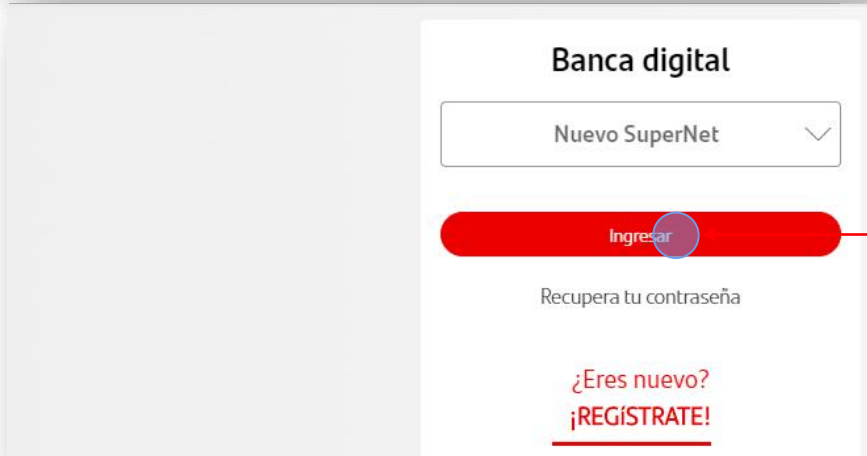 Banca digital
Nuevo SuperNet
Ingresar
Recupera tu contraseña
¿Eres nuevo?
¡REGíSTRATE!